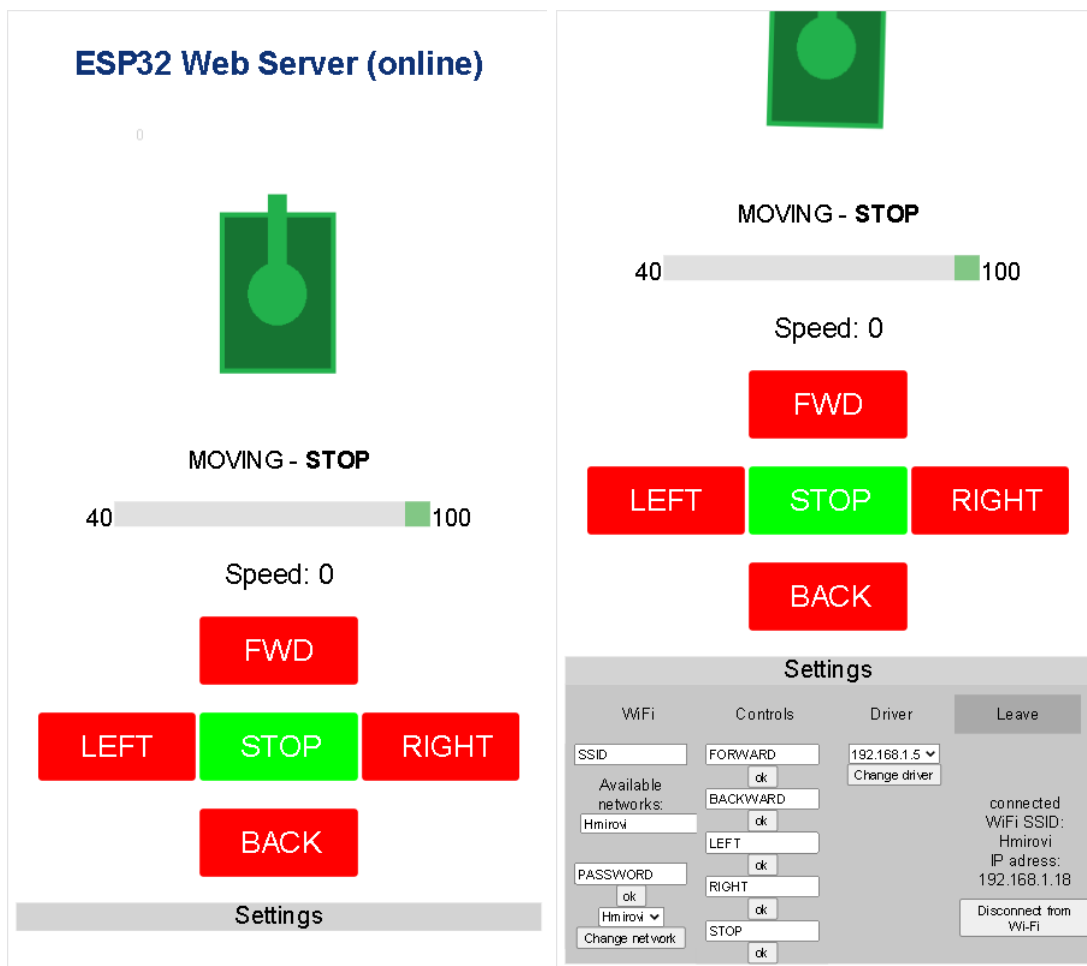 ESP32 Web Server (online)
0
MOVING - STOP
40 100
Speed: 0
FWD
LEFT STOP RIGHT
BACK
Settings
MOVING - STOP
40 100
Speed: 0
FWD
LEFT STOP RIGHT
BACK
Settings
WiFi
SSID
Available
networks:
Hmirovi
PASSWORD
ok
Hmirovi
Change network
Controls
FORWARD
ok
BACKWARD
ok
LEFT
ok
RIGHT
ok
STOP
ok
Driver
192.168.1.5
Change driver
Leave
connected
WiFi SSID:
Hmirovi
IP adress:
192.168.1.18
Disconnect from
Wi-Fi